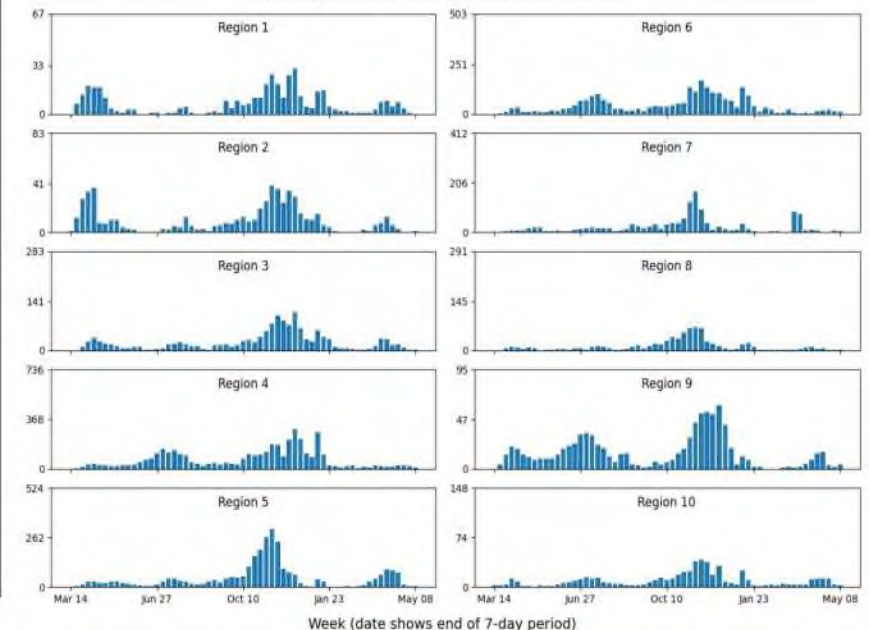 67
33
0
Region 1
83
41
0
Region 2
283
141
0
Region 3
736
368
0
Region 4
524
262
0
Region 5
Mar 14 Jun 27 Oct 10 Jan 23 May 08
503
251
0
Region 6
412
206
0
Region 7
291
145
0
Region 8
95
47
0
Region 9
148
74
0
Region 10
Mar 14 Jun 27 Oct 10 Jan 23 May 08
Week (date shows end of 7-day period)